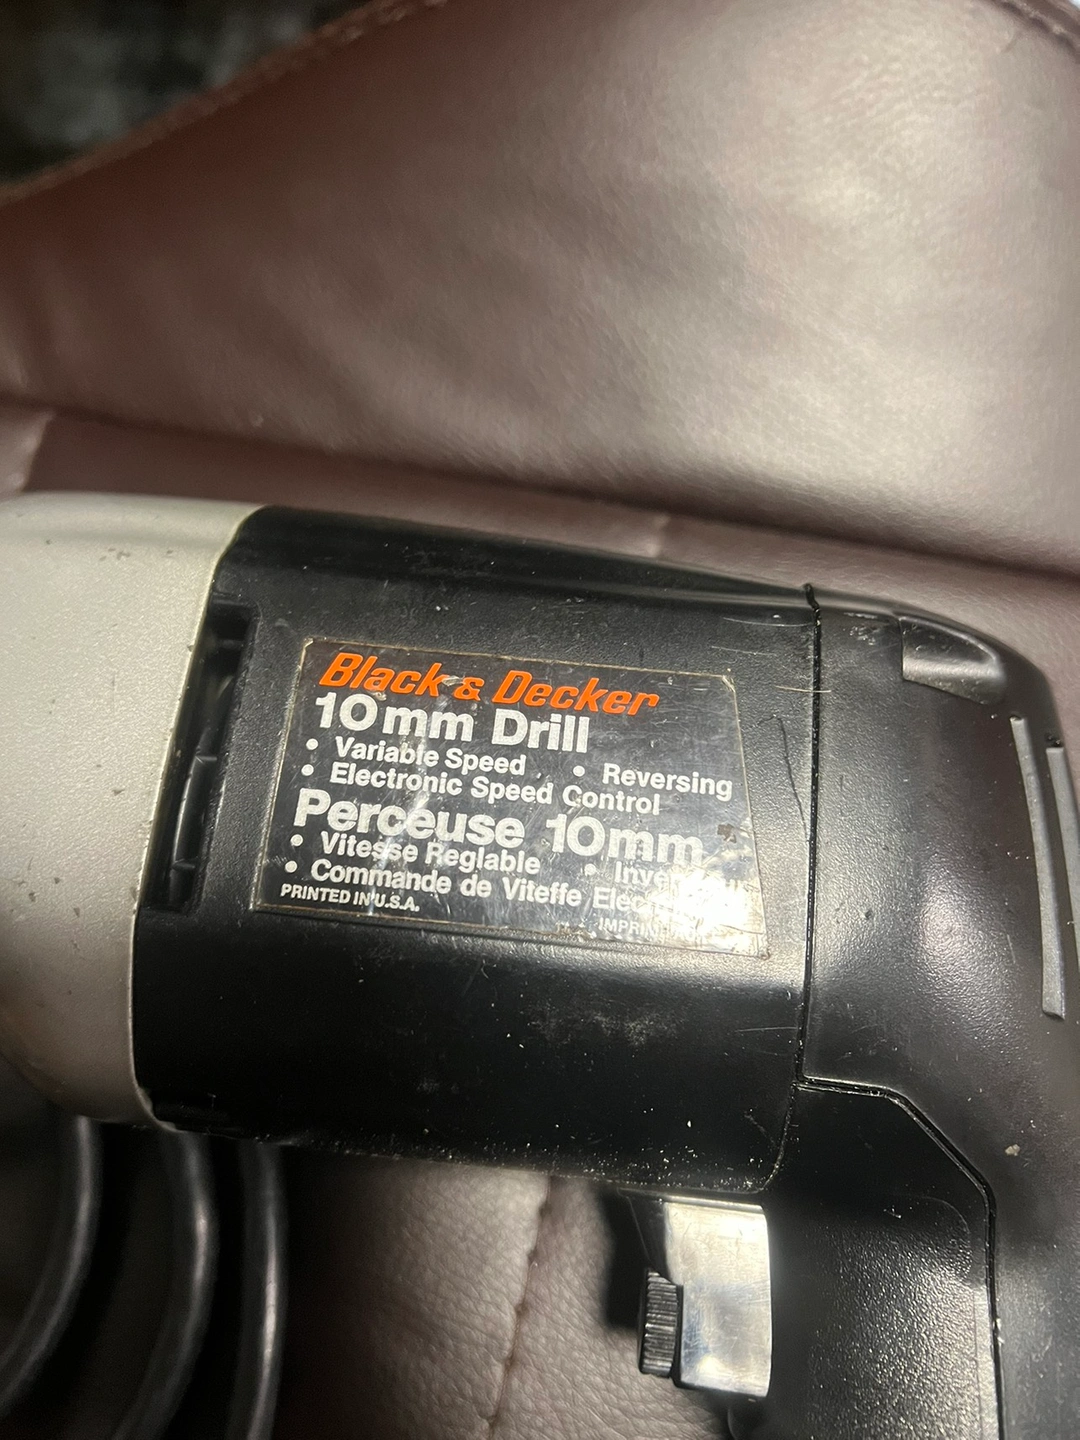 Black & Decker
10mm Drill
• Variable Speed • Reversing
• Electronic Speed Control
Perceuse 10mm
• Vitesse Reglable •
• Commande de Viteffe
PRINTED IN U.S.A.